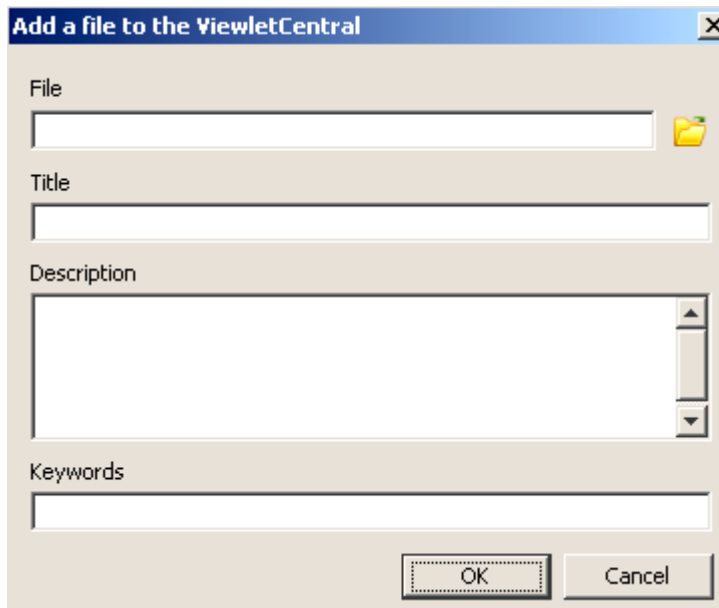 Add a file to the ViewletCentral
File
Title
Description
Keywords
OK
Cancel